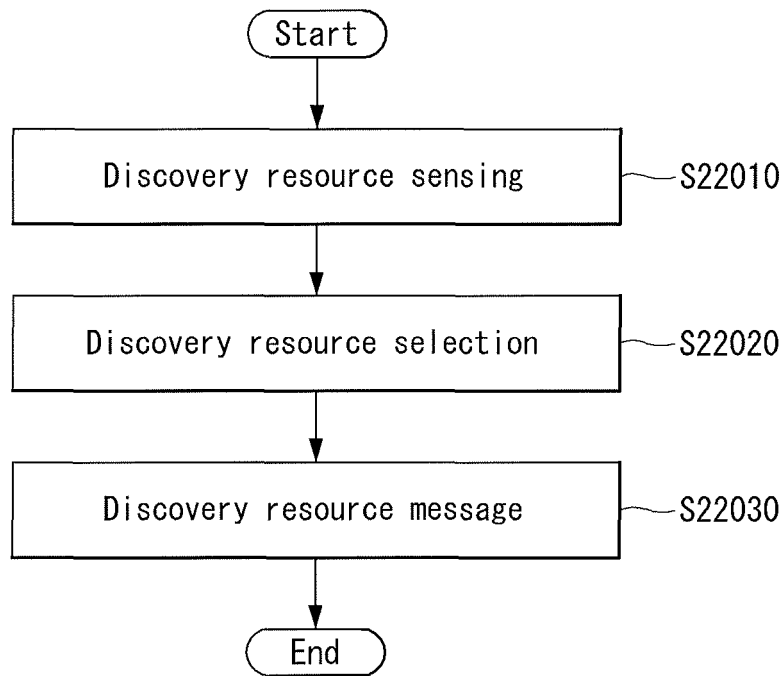 Start
Discovery resource sensing
S22010
Discovery resource selection
S22020
Discovery resource message
S22030
End